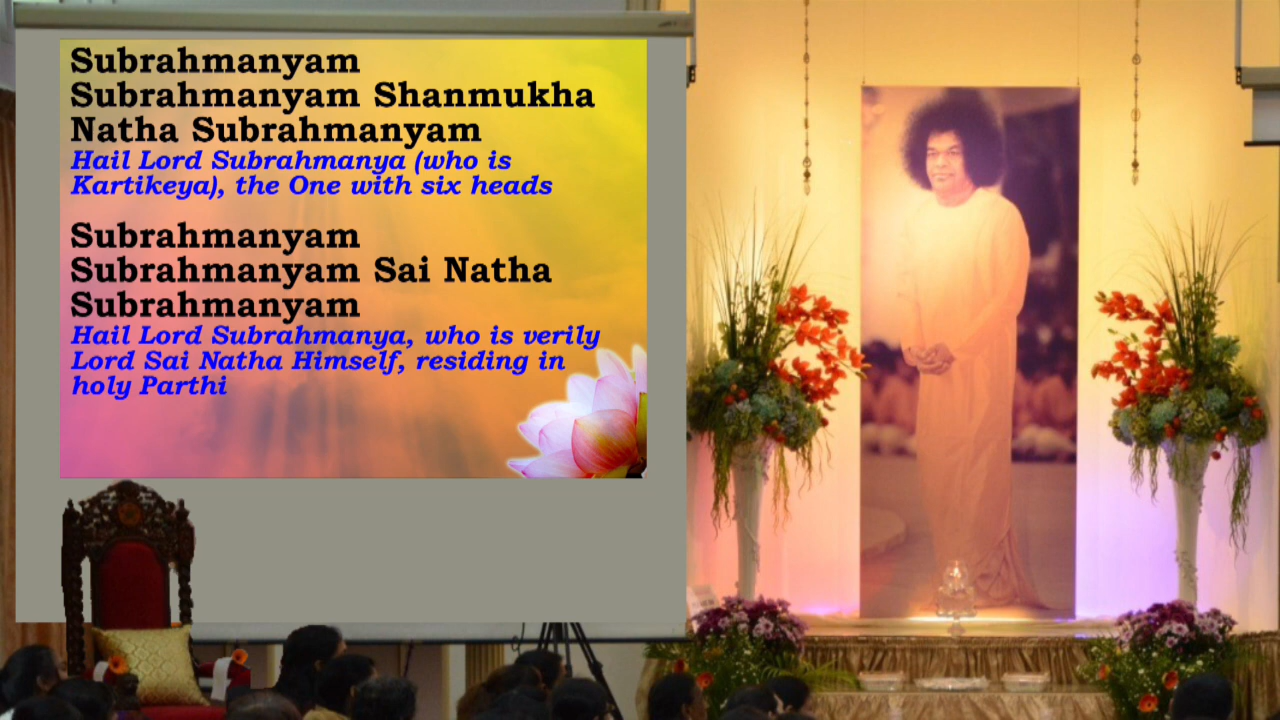 Subrahmanyam
Subrahmanyam Shanmukha
Natha Subrahmanyam
Hail Lord Subrahmanya (who is
Kartikeya), the One with six heads
Subrahmanyam
Subrahmanyam Sai Natha
Subrahmanyam
Hail Lord Subrahmanya, who is verily
Lord Sai Natha Himself, residing in
holy Parthi